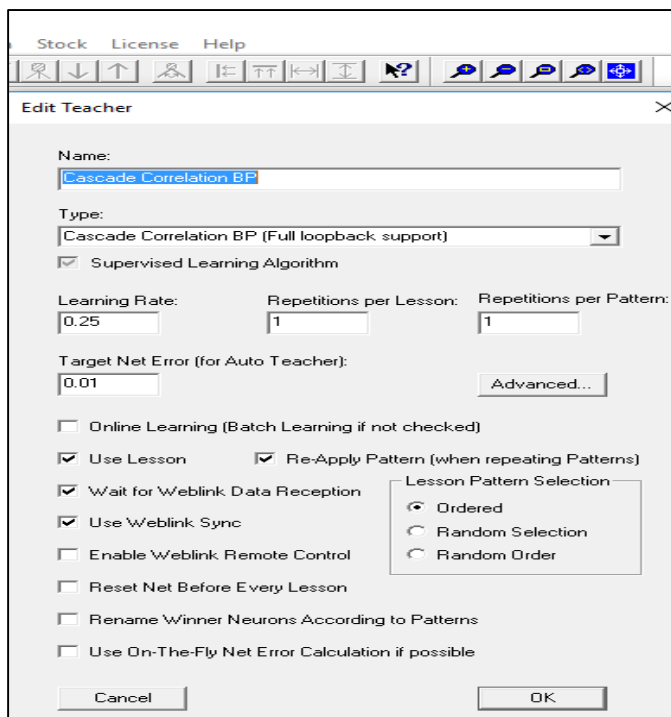 Stock License Help
Edit Teacher
Name:
Cascade Correlation BP
Type:
Cascade Correlation BP (Full loopback support)
Supervised Learning Algorithm
Learning Rate: Repetitions per Lesson: Repetitions per Pattern:
0.25 1 1
Target Net Error (for Auto Teacher):
0.01 Advanced...
Online Learning (Batch Learning if not checked)
Use Lesson Re-Apply Pattern (when repeating Patterns)
Wait for Weblink Data Reception Lesson Pattern Selection
Ordered
Use Weblink Sync
Random Selection
Enable Weblink Remote Control Random Order
Reset Net Before Every Lesson
Rename Winner Neurons According to Patterns
Use On-The-Fly Net Error Calculation if possible
Cancel OK